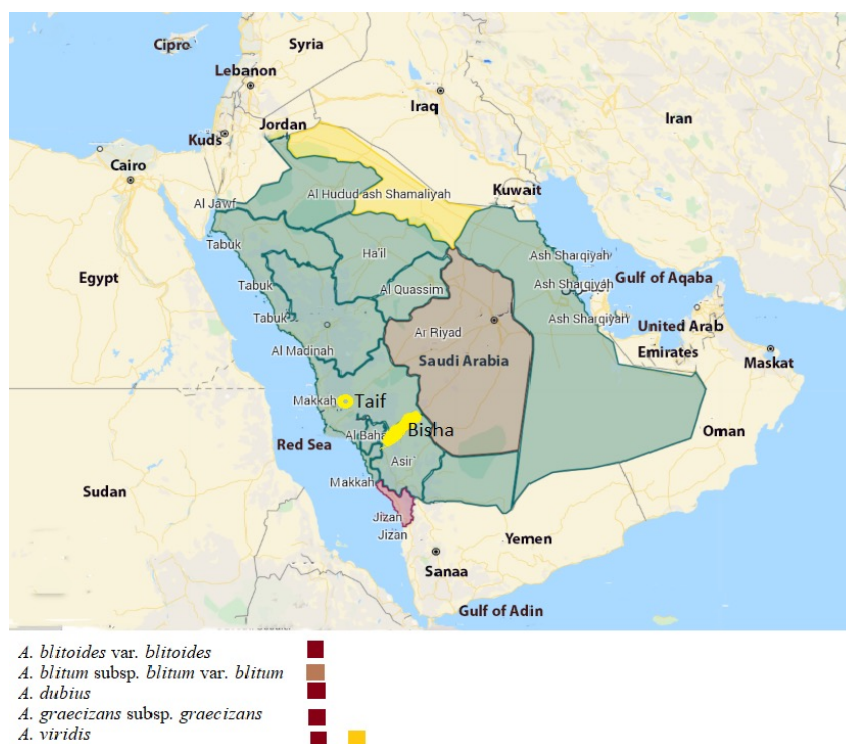 Cipro
Syria
Lebanon
Iraq
Iran
Jordan
Kuds
Cairo
Al Hudud ash Shamaliyah
Kuwait
Al Jawf
Tabuk
Ha'il
Ash Sharqiyah
Egypt
Gulf of Aqaba
Tabuk
Al Quassim
Ash Sharqiyah
Tabuk
Ash Sharqiyah
United Arab
Emirates
Ar Riyad
Al Madinah
Saudi Arabia
Maskat
Makkah
Taif
Bisha
Al Baha
Red Sea
Oman
Asir
Makkah
Sudan
Jizan
Jizan
Yemen
Sanaa
Gulf of Adin
A. blitoides var. blitoides
A. blitum subsp. blitum var. blitum
A. dubius
A. graecizans subsp. graecizans
A. viridis